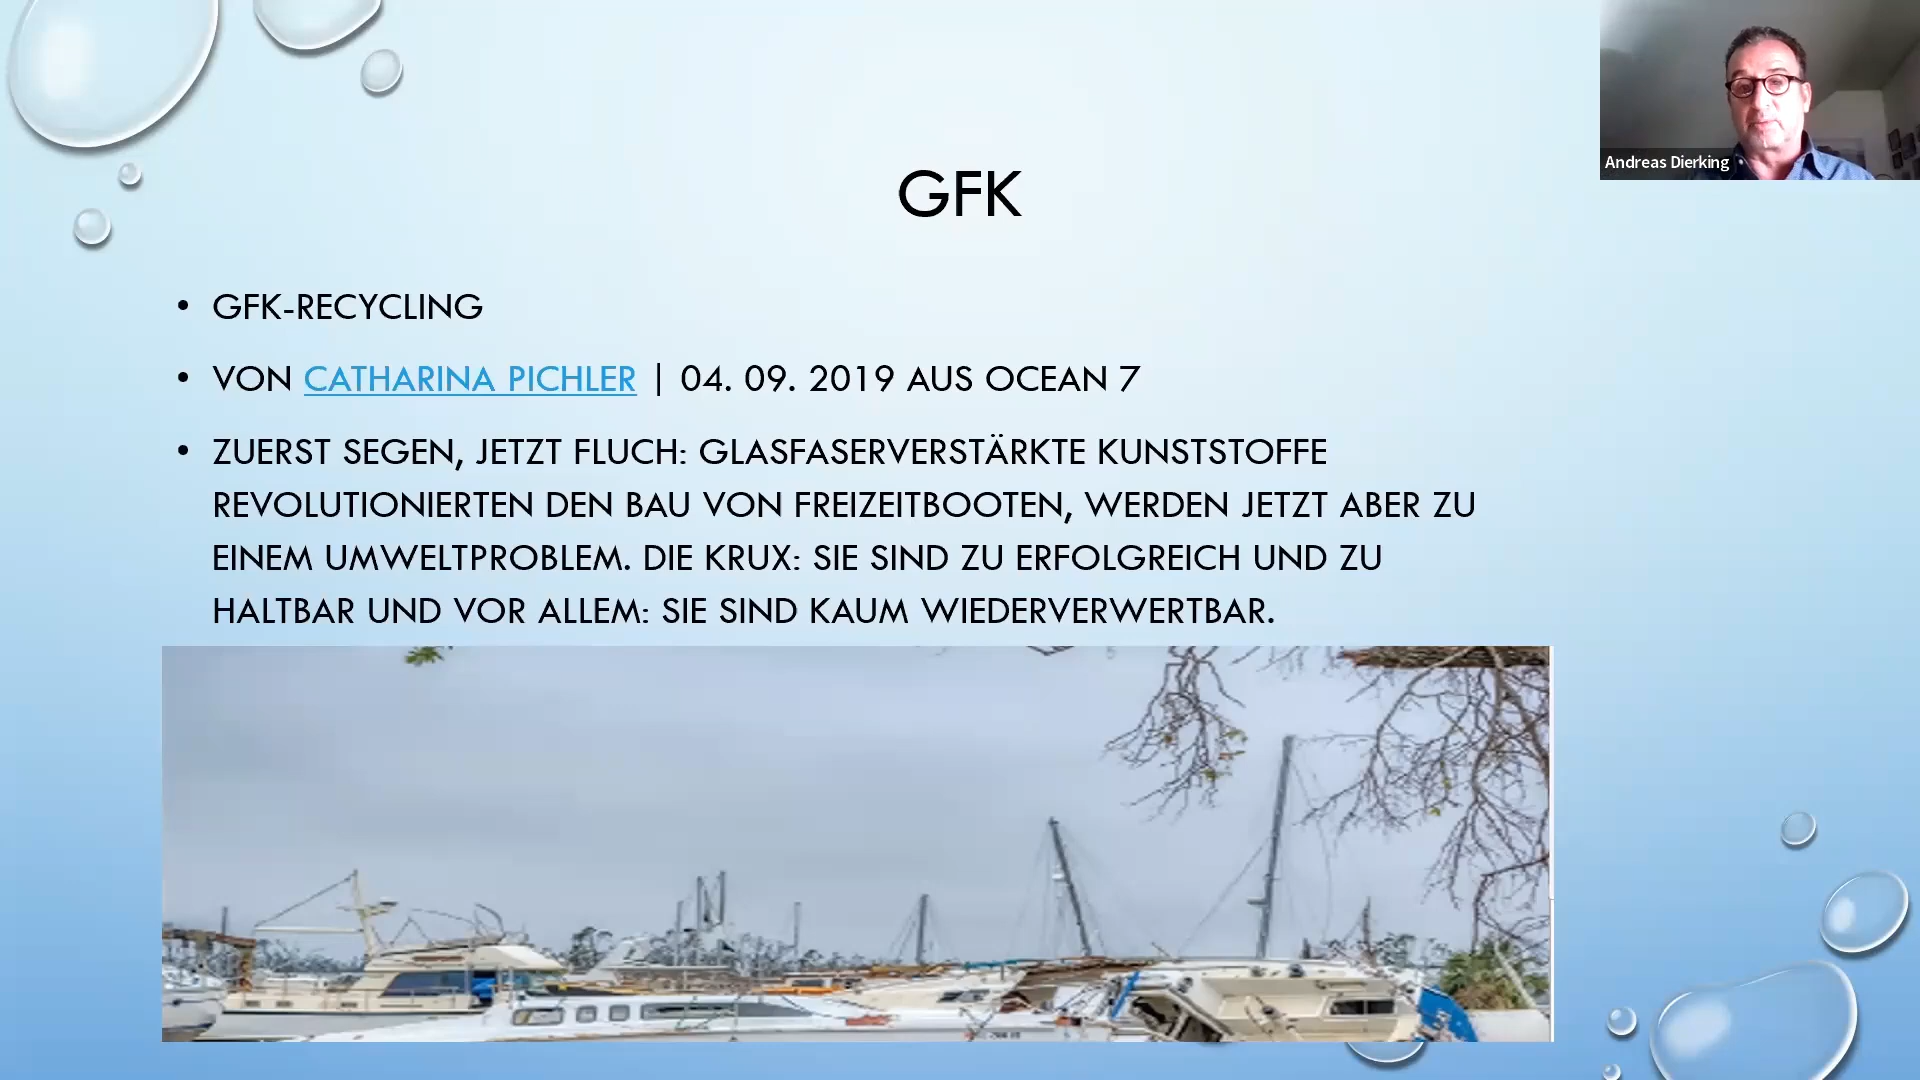 Andreas Dierking
GFK
• GFK-RECYCLING
• VON CATHARINA PICHLER | 04. 09. 2019 AUS OCEAN 7
• ZUERST SEGEN, JETZT FLUCH: GLASFASERVERSTÄRKTE KUNSTSTOFFE
REVOLUTIONIERTEN DEN BAU VON FREIZEITBOOTEN, WERDEN JETZT ABER ZU
EINEM UMWELTPROBLEM. DIE KRUX: SIE SIND ZU ERFOLGREICH UND ZU
HALTBAR UND VOR ALLEM: SIE SIND KAUM WIEDERVERWERTBAR.